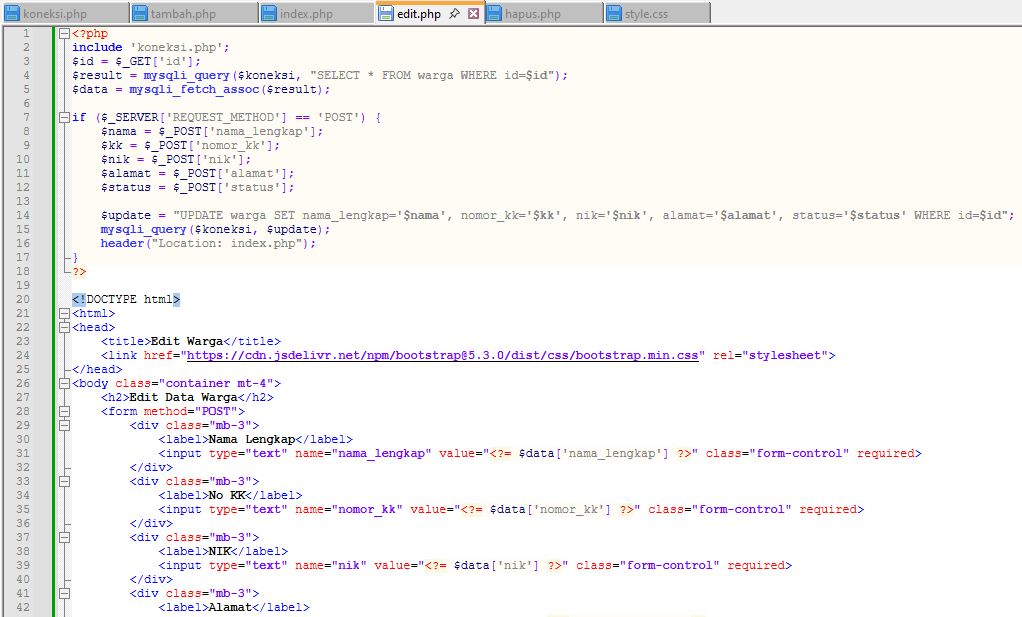 koneksi.php tambah.php index.php edit.php hapus.php style.css
1 <?php
2 include 'koneksi.php';
3 $id = $_GET['id'];
4 $result = mysqli_query($koneksi, "SELECT * FROM warga WHERE id=$id");
5 $data = mysqli_fetch_assoc($result);
6
7 if ($_SERVER['REQUEST_METHOD'] == 'POST') {
8 $nama = $_POST['nama_lengkap'];
9 $kk = $_POST['nomor_kk'];
10 $nik = $_POST['nik'];
11 $alamat = $_POST['alamat'];
12 $status = $_POST['status'];
13
14 $update = "UPDATE warga SET nama_lengkap='$nama', nomor_kk='$kk', nik='$nik', alamat='$alamat', status='$status' WHERE id=$id";
15 mysqli_query($koneksi, $update);
16 header("Location: index.php");
17 }
18 ?>
19
20 <!DOCTYPE html>
21 <html>
22 <head>
23 <title>Edit Warga</title>
24 <link href="https://cdn.jsdelivr.net/npm/bootstrap@5.3.0/dist/css/bootstrap.min.css" rel="stylesheet">
25 </head>
26 <body class="container mt-4">
27 <h2>Edit Data Warga</h2>
28 <form method="POST">
29 <div class="mb-3">
30 <label>Nama Lengkap</label>
31 <input type="text" name="nama_lengkap" value="<?= $data['nama_lengkap'] ?>" class="form-control" required>
32 </div>
33 <div class="mb-3">
34 <label>No KK</label>
35 <input type="text" name="nomor_kk" value="<?= $data['nomor_kk'] ?>" class="form-control" required>
36 </div>
37 <div class="mb-3">
38 <label>NIK</label>
39 <input type="text" name="nik" value="<?= $data['nik'] ?>" class="form-control" required>
40 </div>
41 <div class="mb-3">
42 <label>Alamat</label>